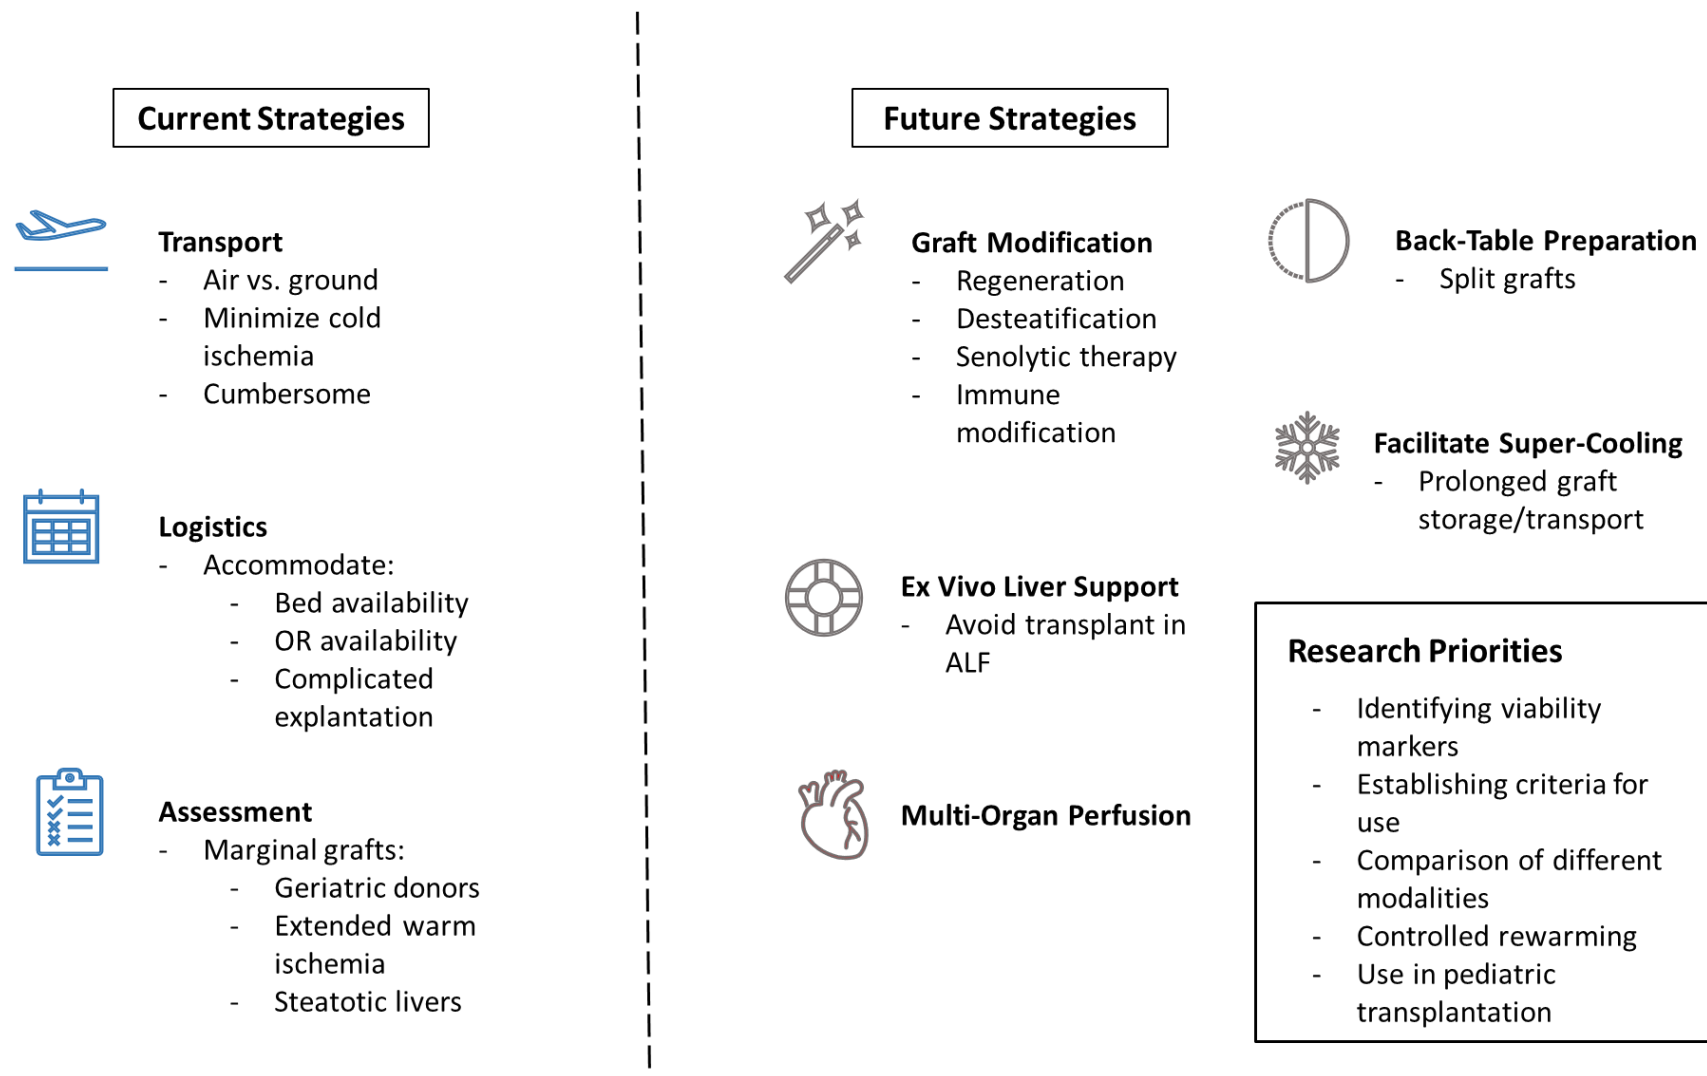 Current Strategies
Transport
- Air vs. ground
- Minimize cold
ischemia
- Cumbersome
Logistics
- Accommodate:
- Bed availability
- OR availability
- Complicated
explantation
Assessment
- Marginal grafts:
- Geriatric donors
- Extended warm
ischemia
- Steatotic livers
Future Strategies
Graft Modification
- Regeneration
- Desteatification
- Senolytic therapy
- Immune
modification
Ex Vivo Liver Support
- Avoid transplant in
ALF
Multi-Organ Perfusion
Back-Table Preparation
- Split grafts
Facilitate Super-Cooling
- Prolonged graft
storage/transport
Research Priorities
- Identifying viability
markers
- Establishing criteria for
use
- Comparison of different
modalities
- Controlled rewarming
- Use in pediatric
transplantation